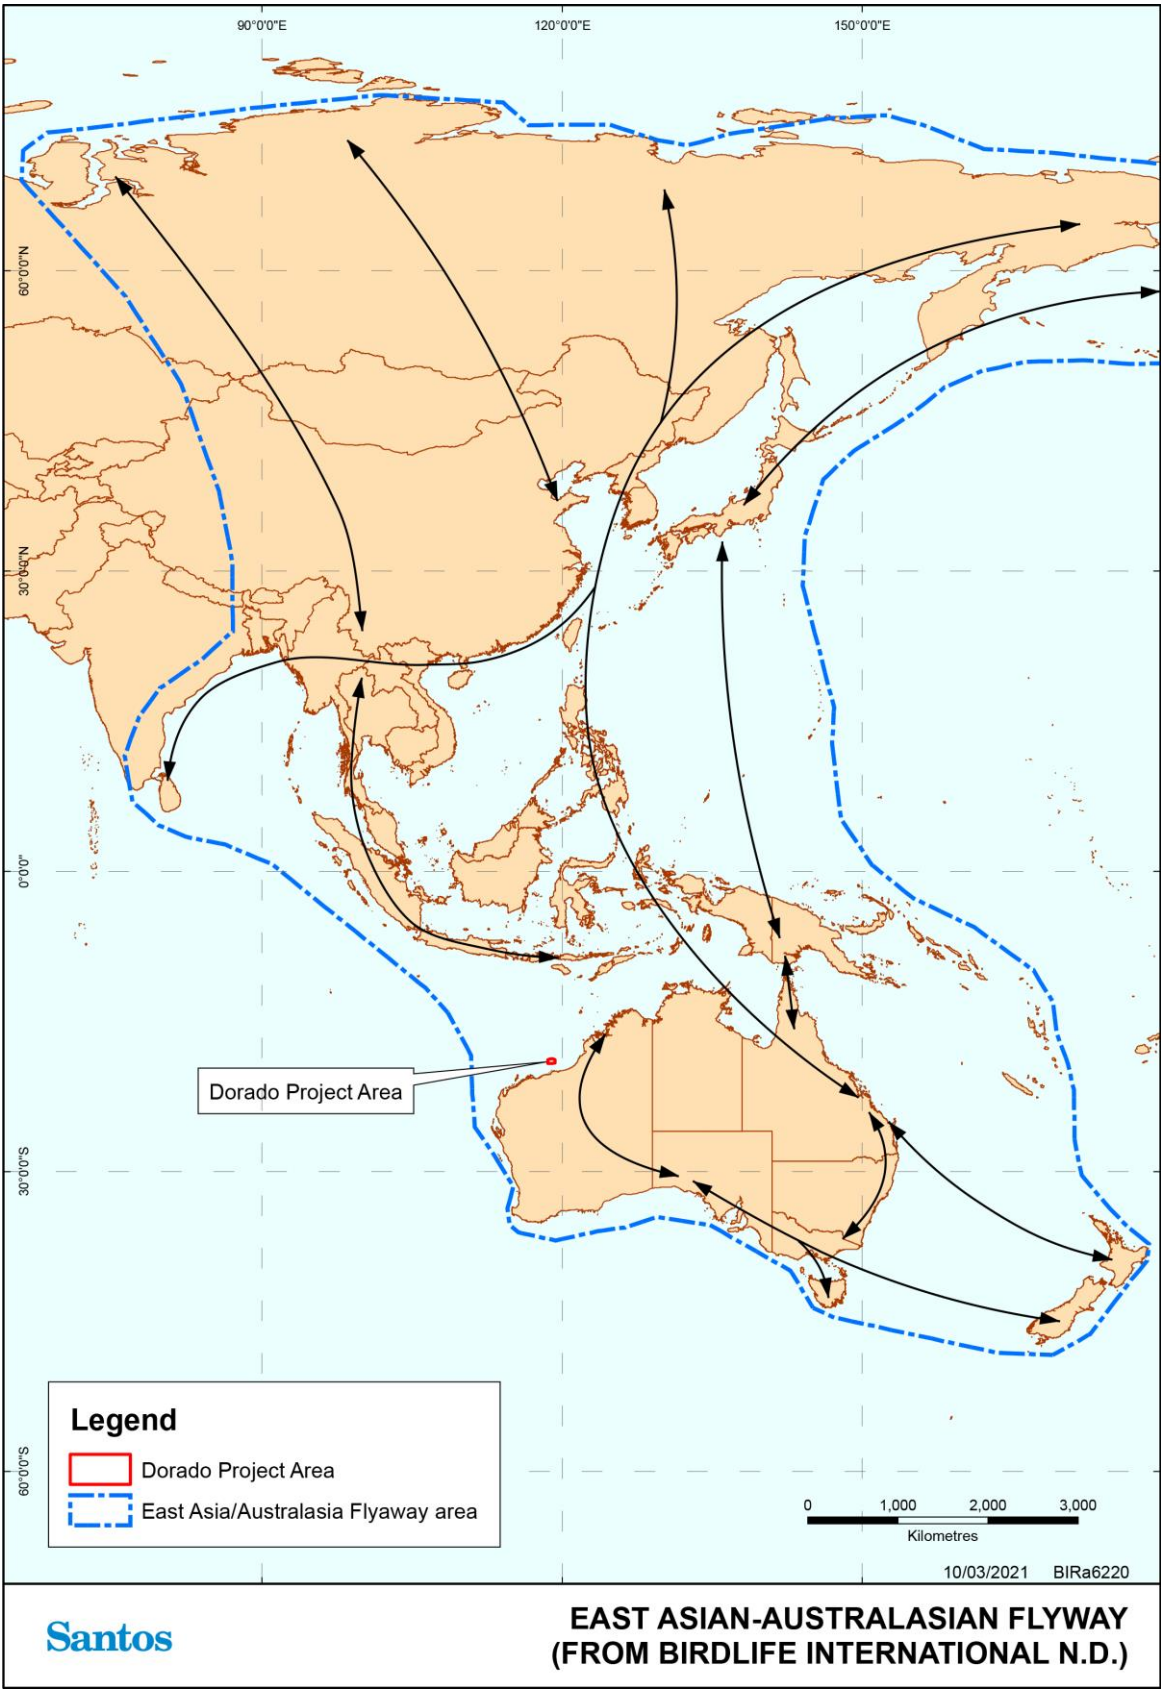 90°0'0"E
120°0'0"E
150°0'0"E
60°0'0"N
30°0'0"N
0°0'0"
30°0'0"S
60°0'0"S
Dorado Project Area
Legend
Dorado Project Area
East Asia/Australasia Flyaway area
0 1,000 2,000 3,000
Kilometres
10/03/2021 BIRa6220
Santos
EAST ASIAN-AUSTRALASIAN FLYWAY
(FROM BIRDLIFE INTERNATIONAL N.D.)